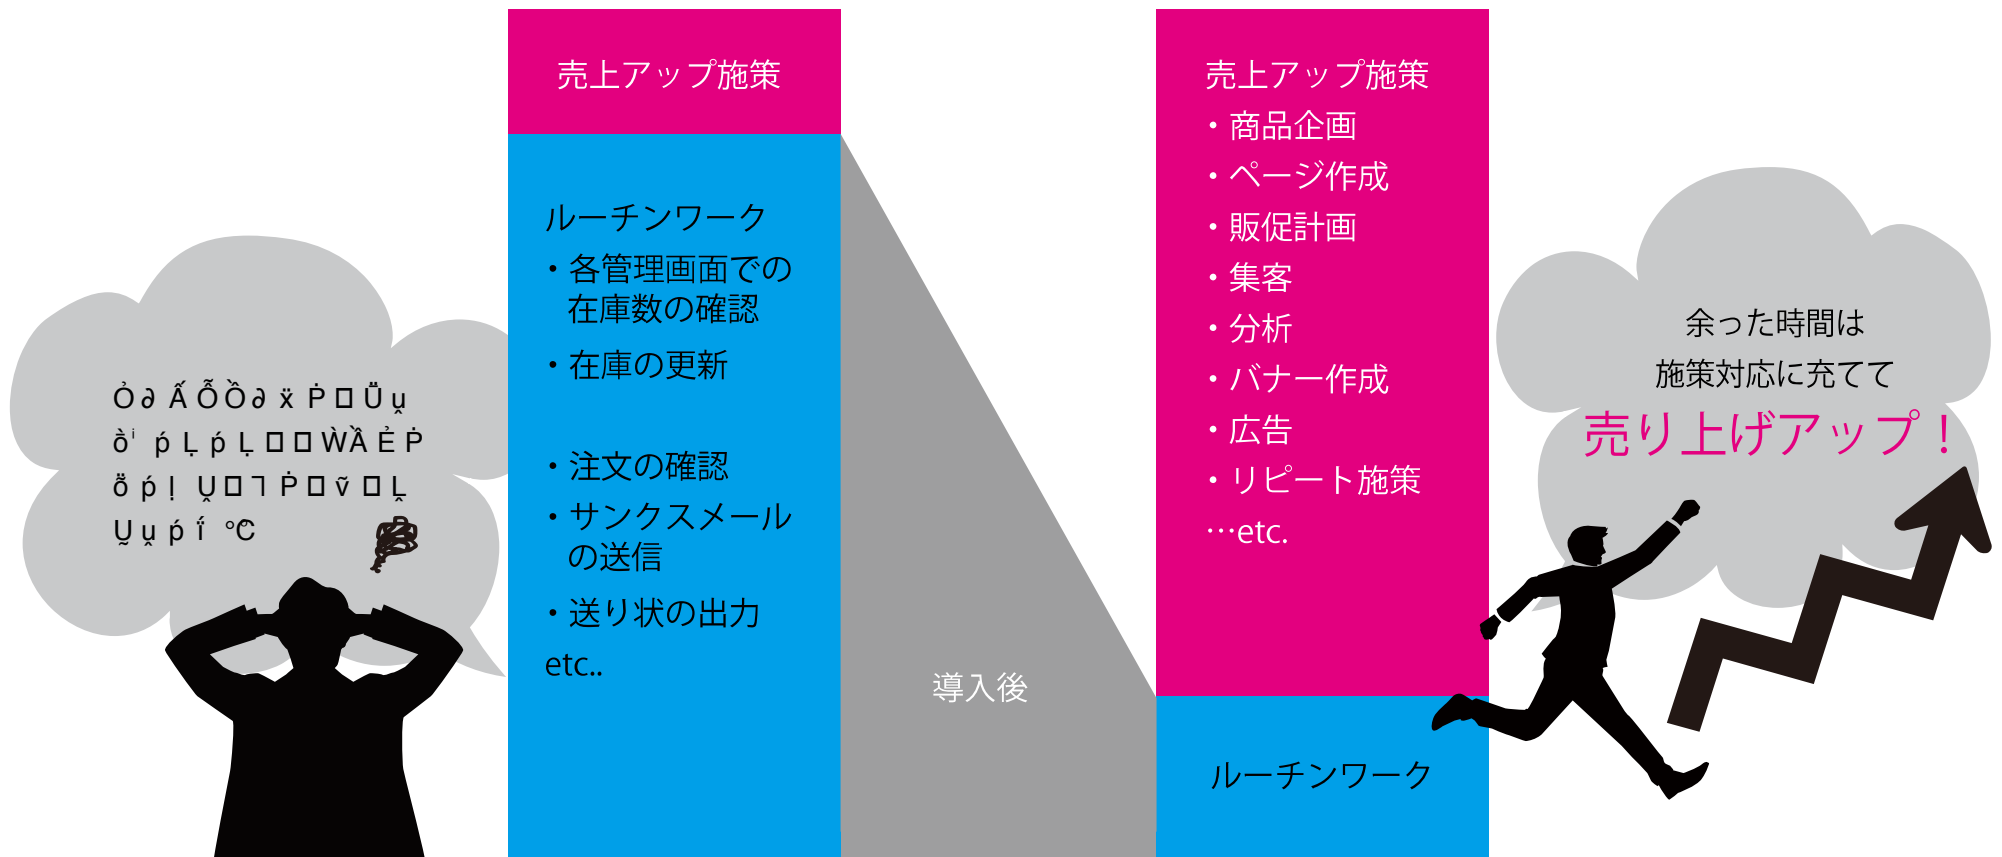 売上アップ施策
ルーチンワーク
・各管理画面での
在庫数の確認
・在庫の更新
・注文の確認
・サンクスメール
の送信
・送り状の出力
etc..
導入後
売上アップ施策
・商品企画
・ページ作成
・販促計画
・集客
・分析
・バナー作成
・広告
・リピート施策
…etc.
ルーチンワーク
余った時間は
施策対応に充てて
売り上げアップ！